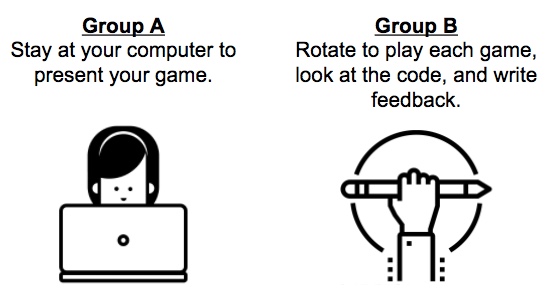 Group A
Stay at your computer to
present your game.
Group B
Rotate to play each game,
look at the code, and write
feedback.